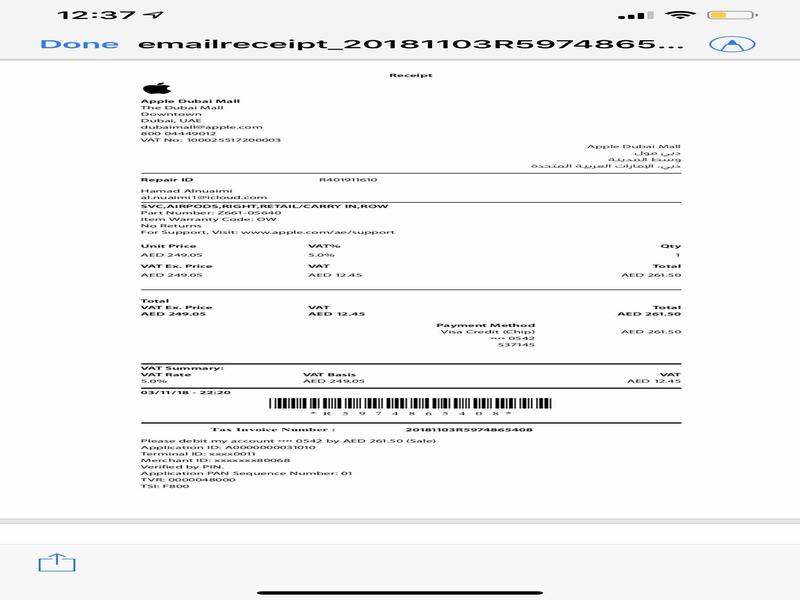 12:37
Done emailreceipt_20181103R5974865...
Receipt
Apple Dubai Mall
The Dubai Mall
Downtown
Dubai, UAE
dubaimall@apple.com
800 04449012
VAT No: 100025517200003
Apple Dubai Mall
دبي مول
وسط المدينة
دبي، الإمارات العربية المتحدة
Repair ID R401911610
Hamad Alnuaimi
al.nuaimi1@icloud.com
SVC,AIRPODS,RIGHT,RETAIL/CARRY IN,ROW
Part Number: Z661-05640
Item Warranty Code: OW
No Returns
For Support, Visit: www.apple.com/ae/support
Unit Price VAT% Qty
AED 249.05 5.0% 1
VAT Ex. Price VAT Total
AED 249.05 AED 12.45 AED 261.50
Total
VAT Ex. Price VAT Total
AED 249.05 AED 12.45 AED 261.50
Payment Method
Visa Credit (Chip) AED 261.50
•••• 0542
537145
VAT Summary:
VAT Rate VAT Basis VAT
5.0% AED 249.05 AED 12.45
03/11/18 - 22:20
* R 5 9 7 4 8 6 5 4 0 8 *
Tax Invoice Number : 20181103R5974865408
Please debit my account •••• 0542 by AED 261.50 (Sale)
Application ID: A0000000031010
Terminal ID: xxxx0011
Merchant ID: xxxxxxx80068
Verified by PIN.
Application PAN Sequence Number: 01
TVR: 0000048000
TSI: F800